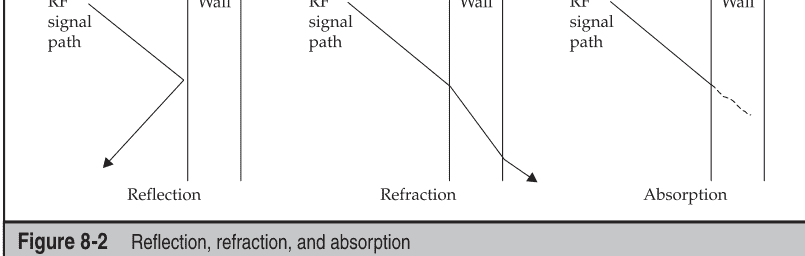 RF
signal
path
Wall
RF
signal
path
Wall
RF
signal
path
Wall
Reflection
Refraction
Absorption
Figure 8-2 Reflection, refraction, and absorption